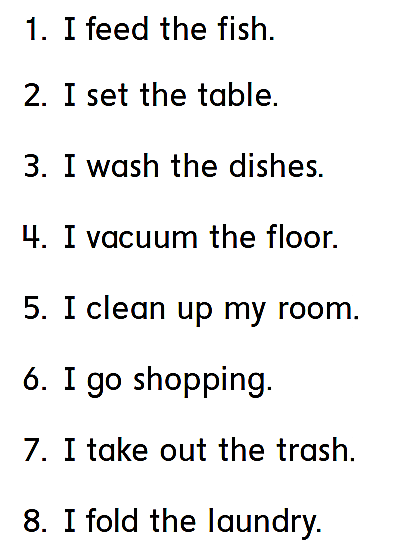 1. I feed the fish.
2. I set the table.
3. I wash the dishes.
4. I vacuum the floor.
5. I clean up my room.
6. I go shopping.
7. I take out the trash.
8. I fold the laundry.